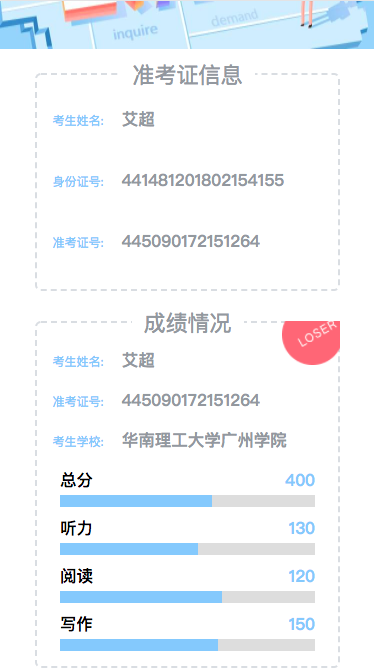 inquire
demand
准考证信息
考生姓名: 艾超
身份证号: 441481201802154155
准考证号: 445090172151264
成绩情况
LOSER
考生姓名: 艾超
准考证号: 445090172151264
考生学校: 华南理工大学广州学院
总分 400
听力 130
阅读 120
写作 150